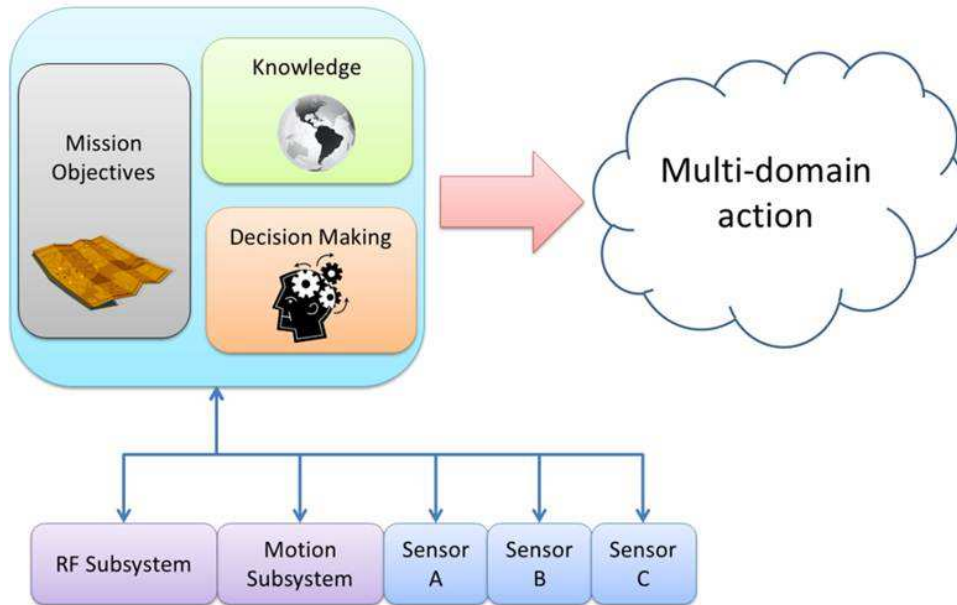 Knowledge
Mission
Objectives
Decision Making
Multi-domain
action
RF Subsystem
Motion
Subsystem
Sensor
A
Sensor
B
Sensor
C